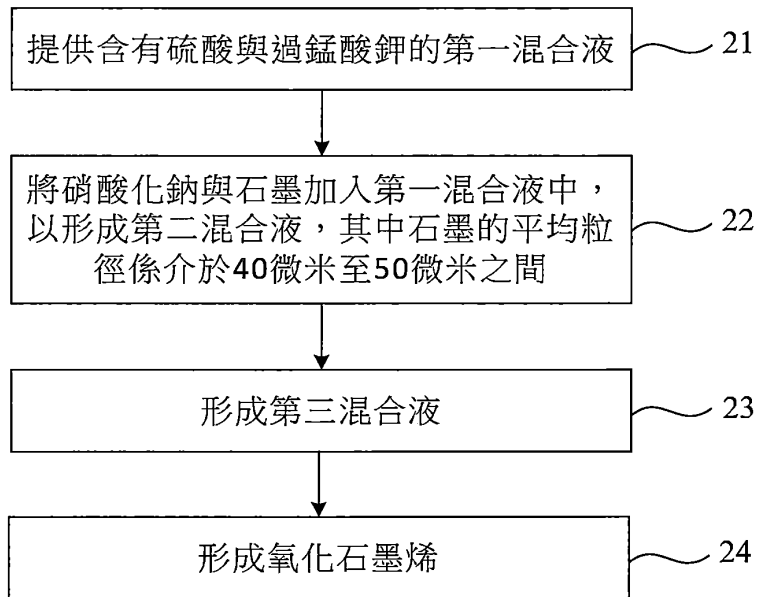 提供含有硫酸與過錳酸鉀的第一混合液
21
將硝酸化鈉與石墨加入第一混合液中，
以形成第二混合液，其中石墨的平均粒
徑係介於40微米至50微米之間
22
形成第三混合液
23
形成氧化石墨烯
24